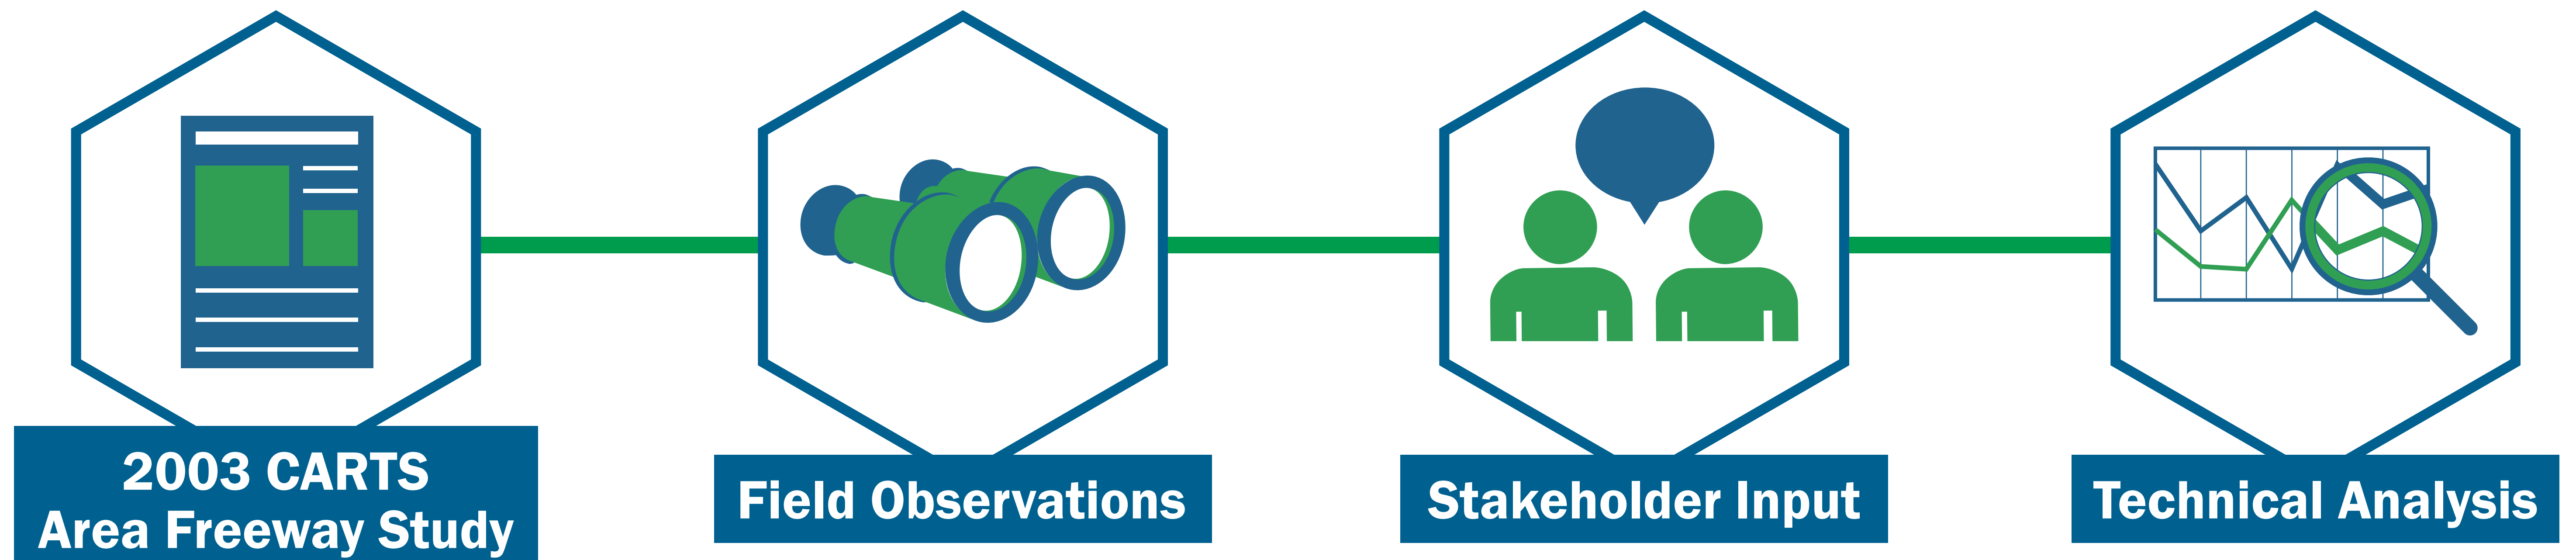 2003 CARTS
Area Freeway Study
Field Observations
Stakeholder Input
Technical Analysis